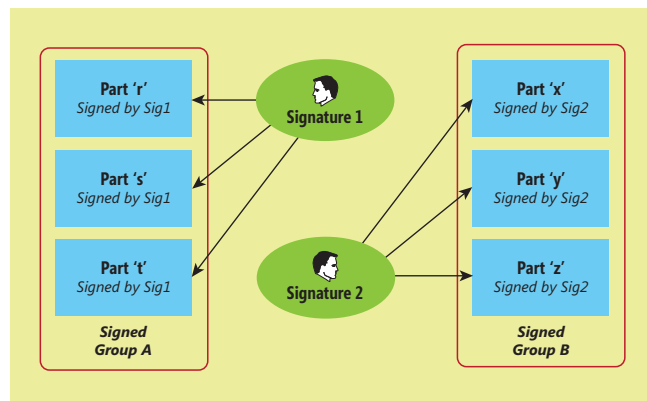 Part ‘r’
Signed by Sig1
Part ‘s’
Signed by Sig1
Part ‘t’
Signed by Sig1
Signed
Group A
Signature 1
Signature 2
Part ‘x’
Signed by Sig2
Part ‘y’
Signed by Sig2
Part ‘z’
Signed by Sig2
Signed
Group B